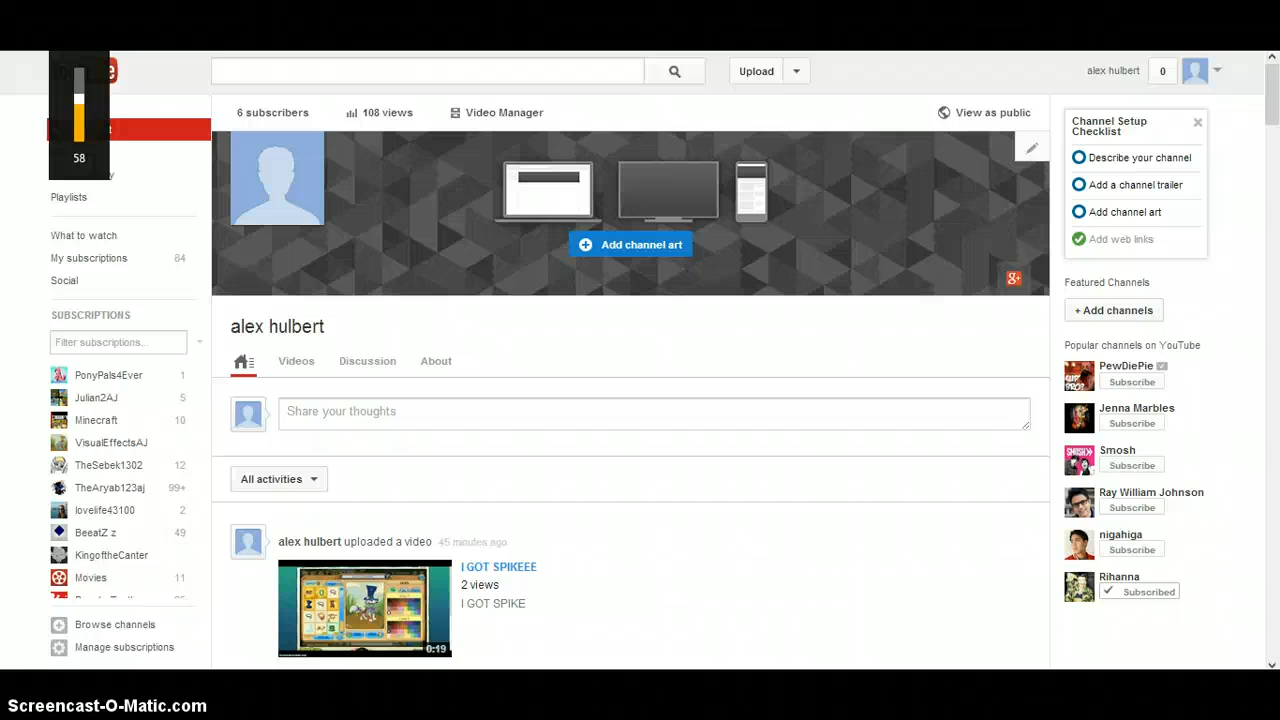 Upload
alex hulbert
0
58
6 subscribers
108 views
Video Manager
View as public
Add channel art
alex hulbert
Videos
Discussion
About
Share your thoughts
All activities
alex hulbert uploaded a video 45 minutes ago
I GOT SPIKEEE
2 views
I GOT SPIKE
0:19
Playlists
What to watch
My subscriptions 64
Social
SUBSCRIPTIONS
Filter subscriptions...
PonyPals4Ever 1
Julian2AJ 5
Minecraft 10
VisualEffectsAJ
TheSebek1302 12
TheAryab123aj 99+
lovelife43100 2
BeeatZ z 49
KingoftheCanter
Movies 11
Browse channels
Manage subscriptions
Channel Setup
Checklist
Describe your channel
Add a channel trailer
Add channel art
Add web links
Featured Channels
+ Add channels
Popular channels on YouTube
PewDiePie
Subscribe
Jenna Marbles
Subscribe
Smosh
Subscribe
Ray William Johnson
Subscribe
nigahiga
Subscribe
Rihanna
Subscribed
Screencast-O-Matic.com